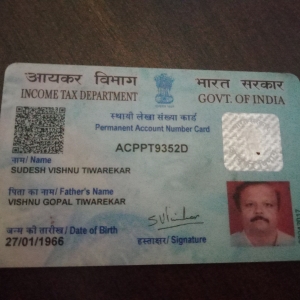 आयकर विभाग
INCOME TAX DEPARTMENT
भारत सरकार
GOVT. OF INDIA
स्थायी लेखा संख्या कार्ड
Permanent Account Number Card
ACPPT9352D
नाम/ Name
SUDESH VISHNU TIWAREKAR
पिता का नाम/ Father's Name
VISHNU GOPAL TIWAREKAR
जन्म की तारीख/ Date of Birth
27/01/1966
हस्ताक्षर/ Signature